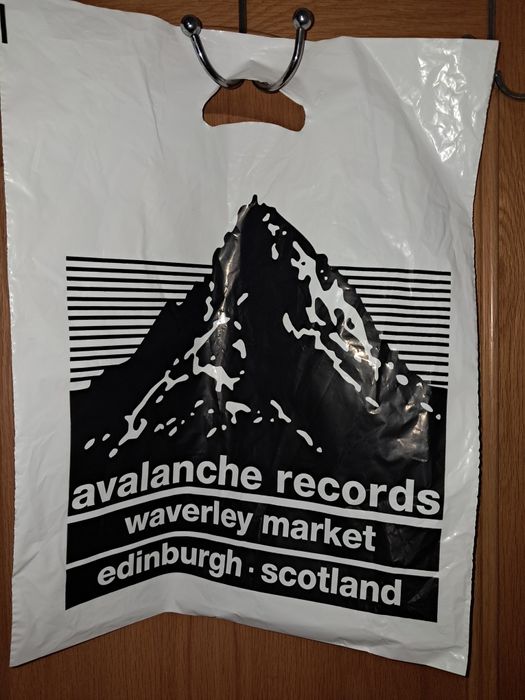 avalanche records
waverley market
edinburgh · scotland